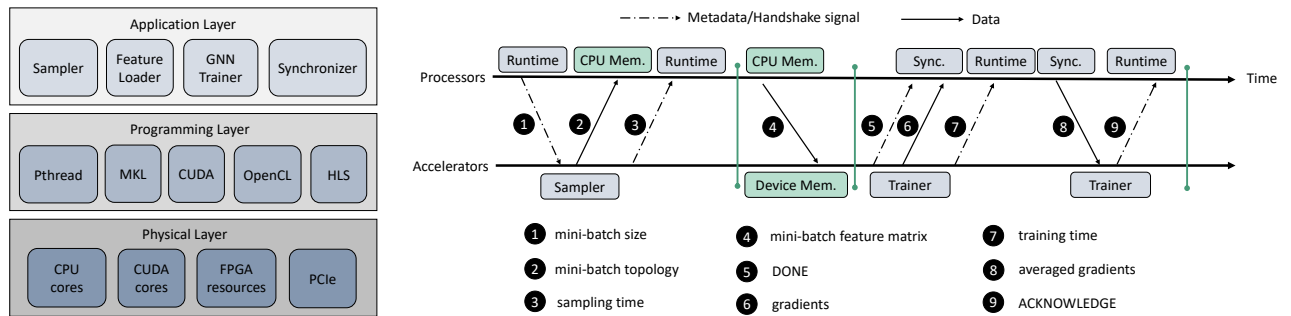 Application Layer
Sampler
Feature
Loader
GNN
Trainer
Synchronizer
Programming Layer
Pthread
MKL
CUDA
OpenCL
HLS
Physical Layer
CPU
cores
CUDA
cores
FPGA
resources
PCIe
Metadata/Handshake signal
Data
Runtime
CPU Mem.
Runtime
CPU Mem.
Sync.
Runtime
Sync.
Runtime
Processors
Time
1
2
3
4
5
6
7
8
9
Accelerators
Sampler
Device Mem.
Trainer
Trainer
1 mini-batch size
2 mini-batch topology
3 sampling time
4 mini-batch feature matrix
5 DONE
6 gradients
7 training time
8 averaged gradients
9 ACKNOWLEDGE